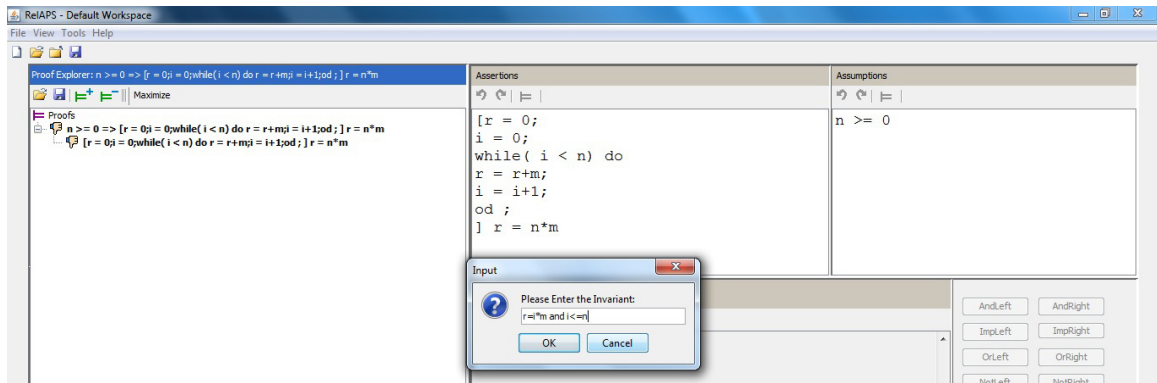 RelAPS - Default Workspace
File View Tools Help
Proof Explorer: n >= 0 => [r = 0;i = 0;while( i < n) do r = r+m;i = i+1;od ; ] r = n*m
Maximize
Proofs
n >= 0 => [r = 0;i = 0;while( i < n) do r = r+m;i = i+1;od ; ] r = n*m
[r = 0;i = 0;while( i < n) do r = r+m;i = i+1;od ; ] r = n*m
Assertions
[r = 0;
i = 0;
while( i < n) do
r = r+m;
i = i+1;
od ;
] r = n*m
Assumptions
n >= 0
Input
Please Enter the Invariant:
r=i*m and i<=n
OK Cancel
AndLeft AndRight
ImpLeft ImpRight
OrLeft OrRight
NotLeft NotRight